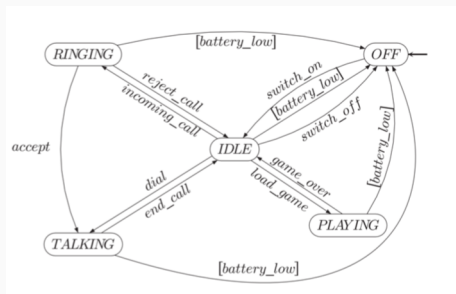 [battery_low]
RINGING
OFF
switch_on
reject_call
[battery_low]
incoming_call
switch_off
[battery_low]
accept
IDLE
game_over
dial
load_game
end_call
PLAYING
TALKING
[battery_low]